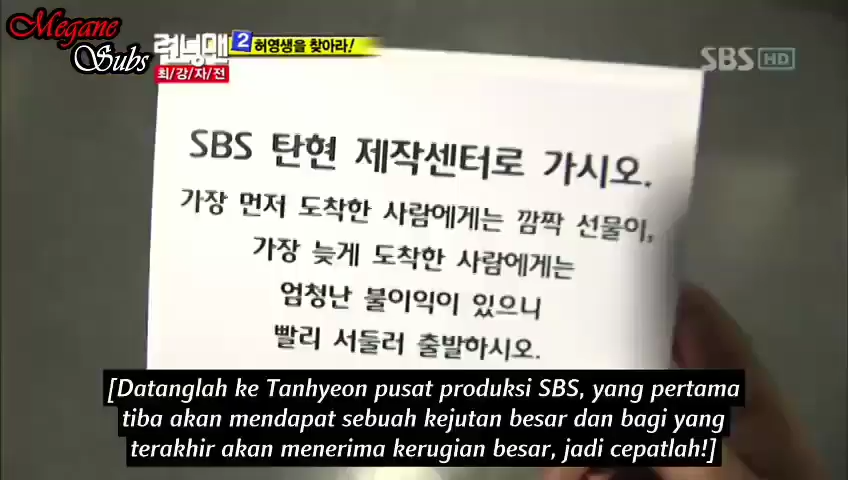 Megane
Subs
런닝맨
최/강/자/전
2 허영생을 찾아라!
SBS HD
SBS 탄현 제작센터로 가시오.
가장 먼저 도착한 사람에게는 깜짝 선물이,
가장 늦게 도착한 사람에게는
엄청난 불이익이 있으니
빨리 서둘러 출발하시오.
[Datanglah ke Tanhyeon pusat produksi SBS, yang pertama
tiba akan mendapat sebuah kejutan besar dan bagi yang
terakhir akan menerima kerugian besar, jadi cepatlah!]